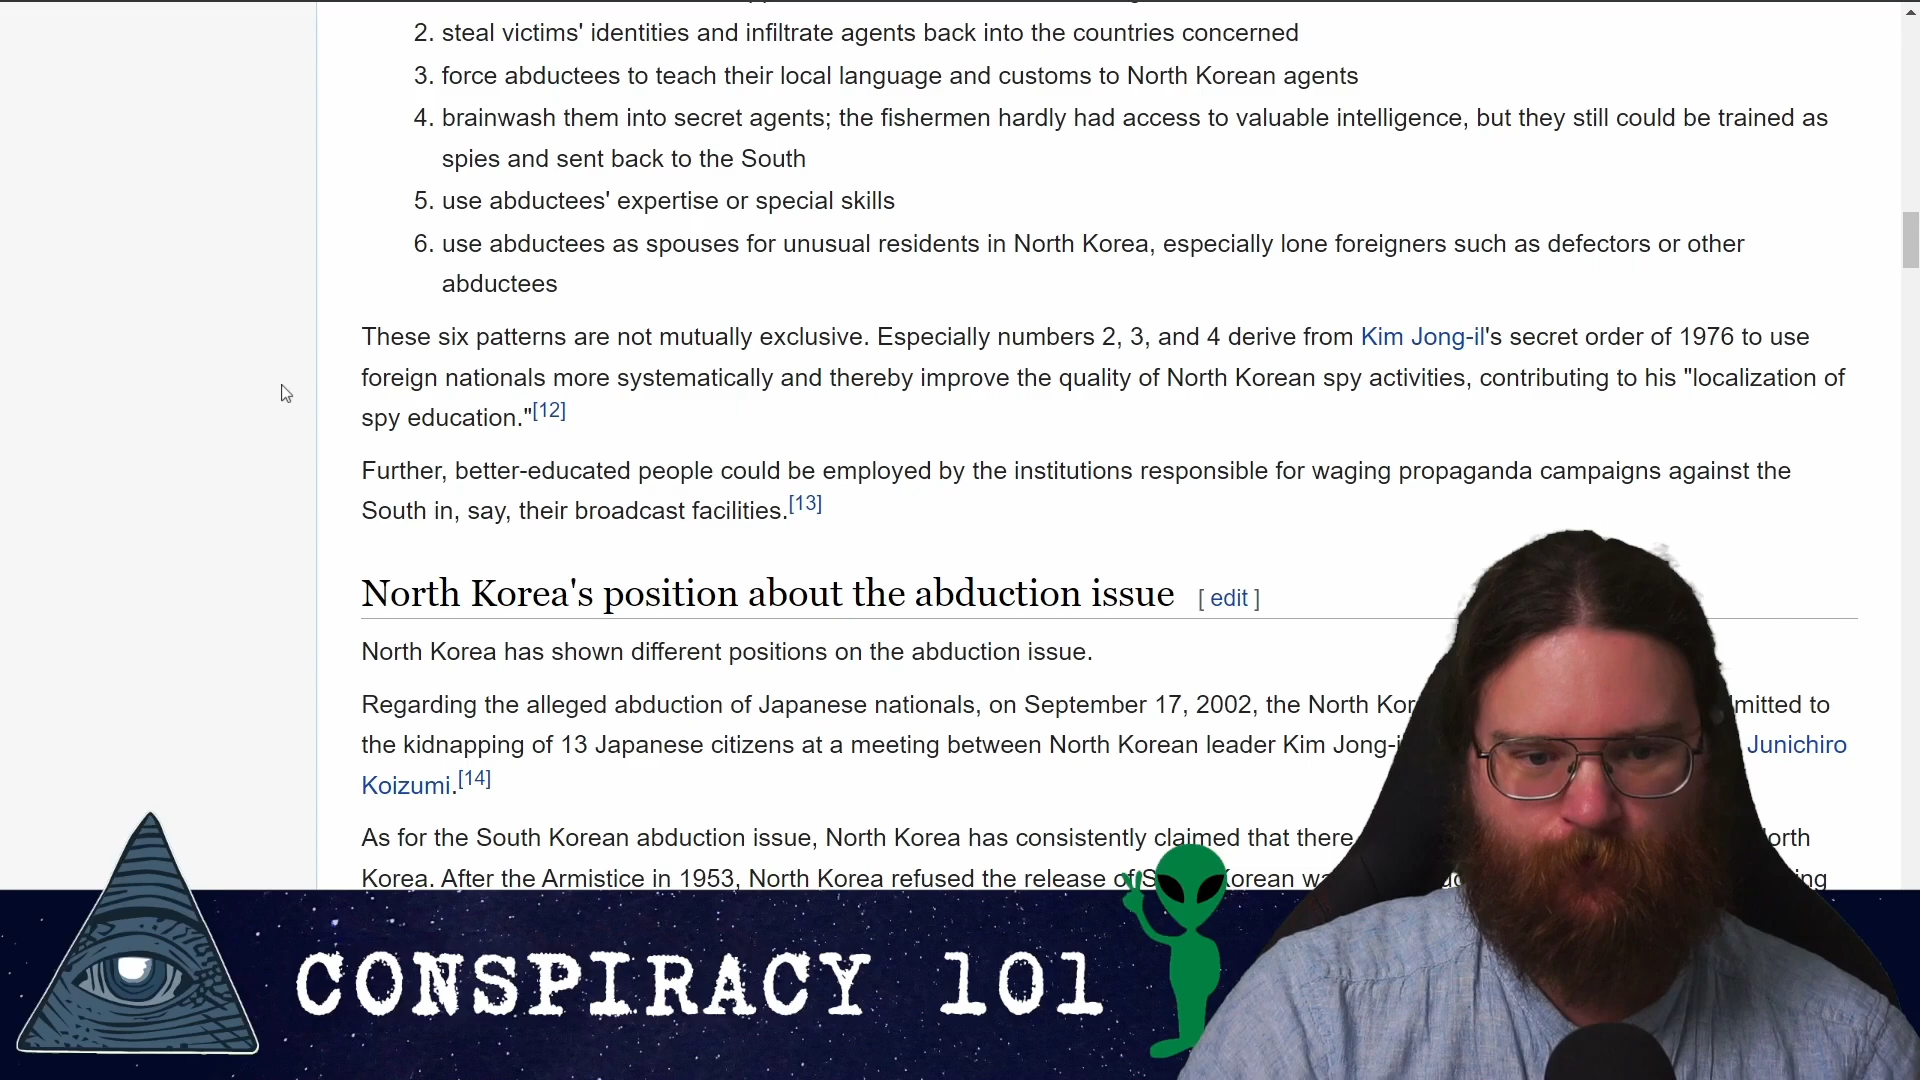 2. steal victims' identities and infiltrate agents back into the countries concerned
3. force abductees to teach their local language and customs to North Korean agents
4. brainwash them into secret agents; the fishermen hardly had access to valuable intelligence, but they still could be trained as
spies and sent back to the South
5. use abductees' expertise or special skills
6. use abductees as spouses for unusual residents in North Korea, especially lone foreigners such as defectors or other
abductees
These six patterns are not mutually exclusive. Especially numbers 2, 3, and 4 derive from Kim Jong-il's secret order of 1976 to use
foreign nationals more systematically and thereby improve the quality of North Korean spy activities, contributing to his "localization of
spy education."[12]
Further, better-educated people could be employed by the institutions responsible for waging propaganda campaigns against the
South in, say, their broadcast facilities.[13]
North Korea's position about the abduction issue [ edit ]
North Korea has shown different positions on the abduction issue.
Regarding the alleged abduction of Japanese nationals, on September 17, 2002, the North Kor mitted to
the kidnapping of 13 Japanese citizens at a meeting between North Korean leader Kim Jong-i Junichiro
Koizumi.[14]
As for the South Korean abduction issue, North Korea has consistently claimed that there orth
Korea. After the Armistice in 1953, North Korea refused the release of S Korean wa ing
CONSPIRACY 101